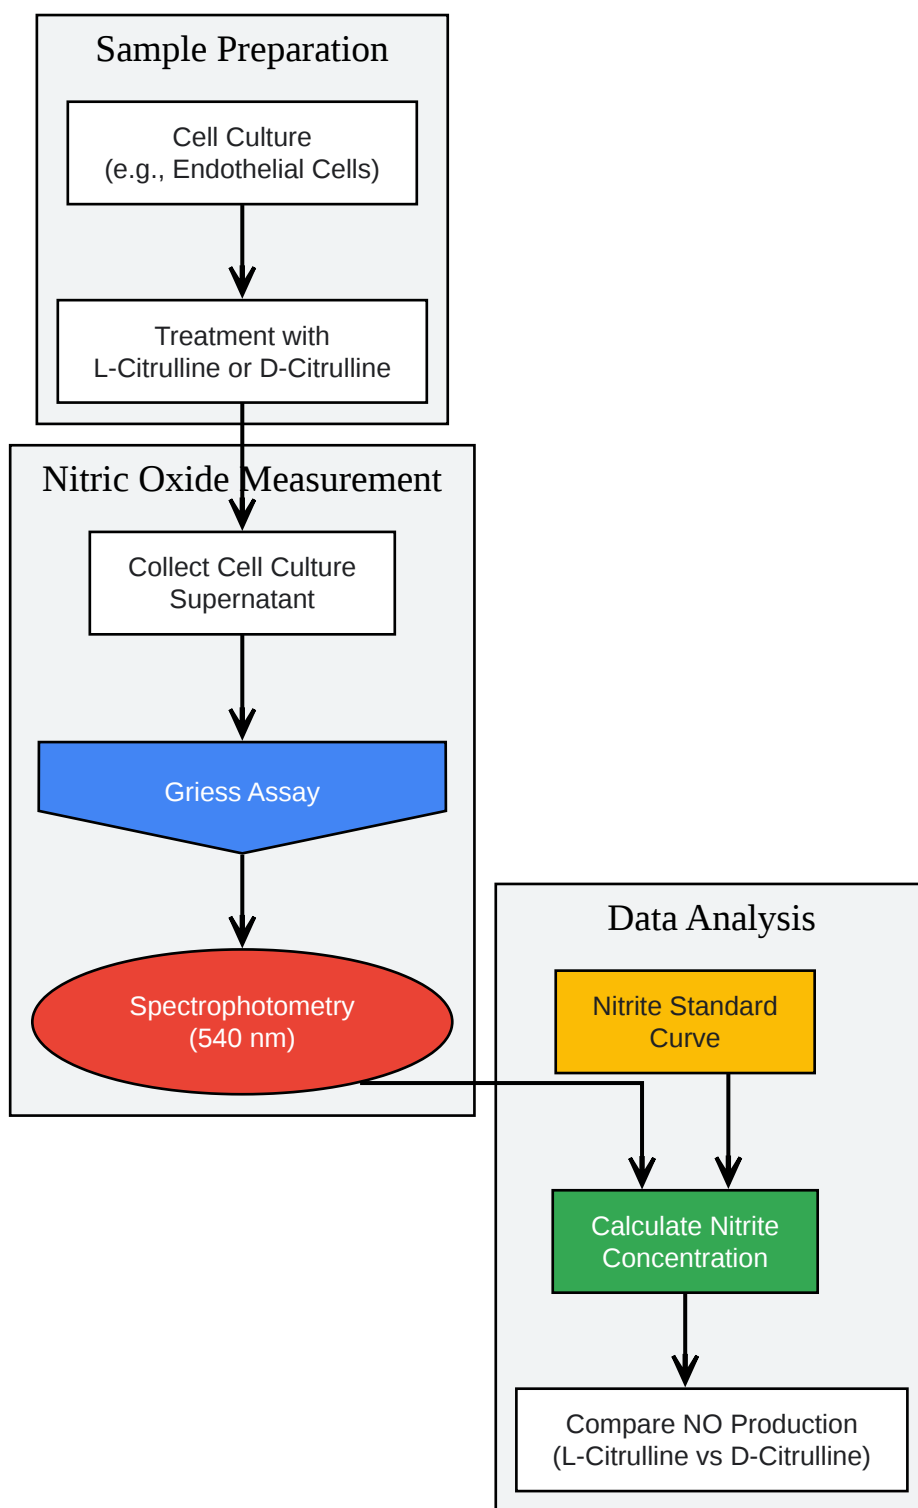 Sample Preparation
Cell Culture
(e.g., Endothelial Cells)
Treatment with
L-Citrulline or D-Citrulline
Nitric Oxide Measurement
Collect Cell Culture
Supernatant
Griess Assay
Spectrophotometry
(540 nm)
Data Analysis
Nitrite Standard
Curve
Calculate Nitrite
Concentration
Compare NO Production
(L-Citrulline vs D-Citrulline)